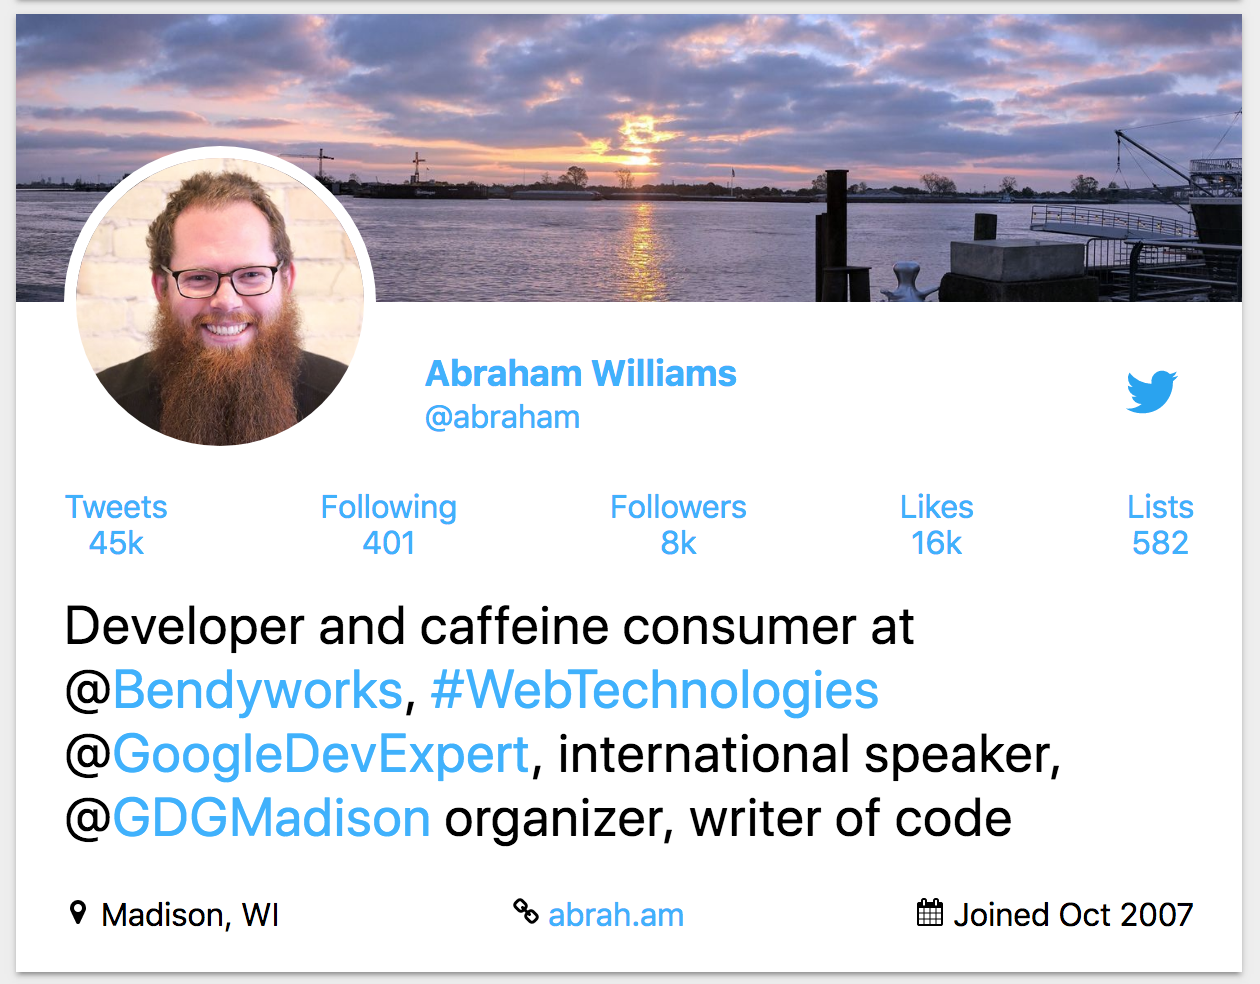 Abraham Williams
@abraham
Tweets Following Followers Likes Lists
45k 401 8k 16k 582
Developer and caffeine consumer at
@Bendyworks, #WebTechnologies
@GoogleDevExpert, international speaker,
@GDGMadison organizer, writer of code
Madison, WI abrah.am Joined Oct 2007